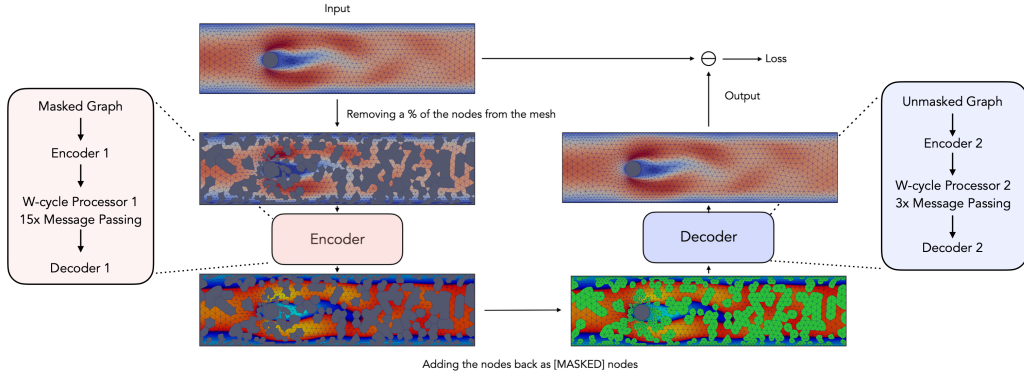 Input
Loss
Removing a % of the nodes from the mesh
Output
Masked Graph
Encoder 1
W-cycle Processor 1
15x Message Passing
Decoder 1
Encoder
Decoder
Unmasked Graph
Encoder 2
W-cycle Processor 2
3x Message Passing
Decoder 2
Adding the nodes back as [MASKED] nodes